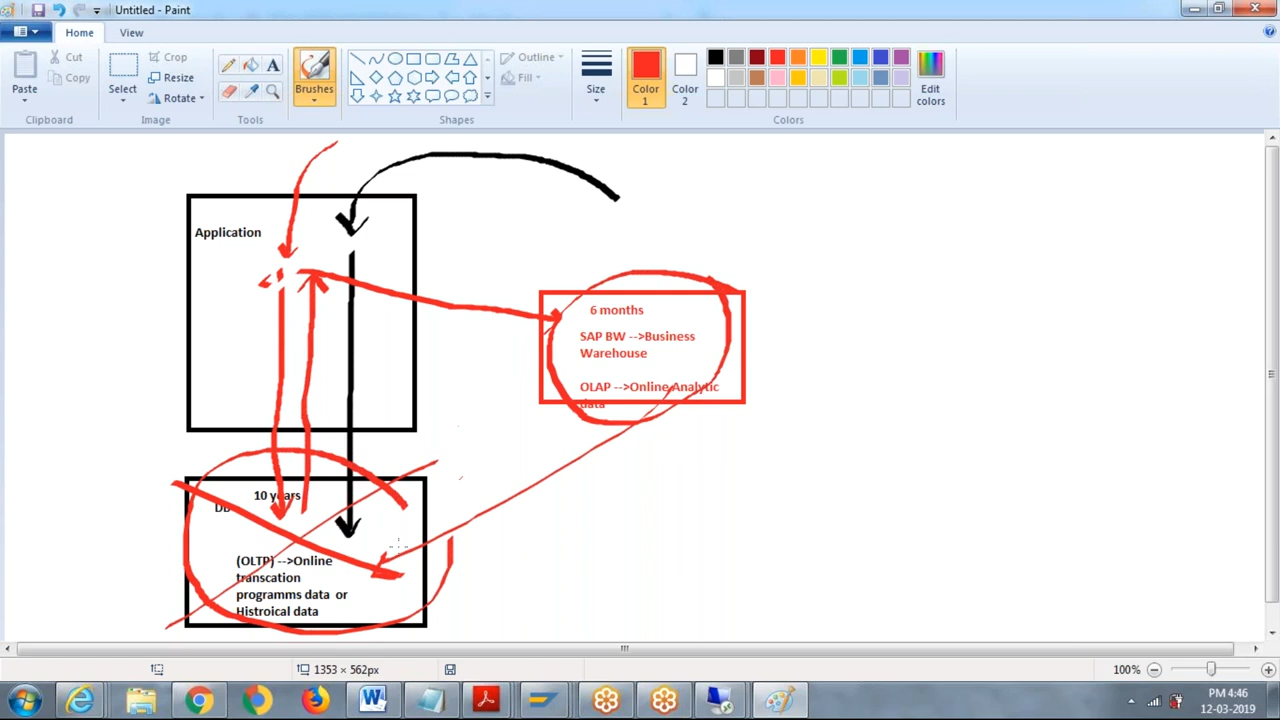 Untitled - Paint
Home
View
Paste
Cut
Copy
Clipboard
Select
Crop
Resize
Rotate
Image
Tools
Brushes
Outline
Fill
Shapes
Size
Color 1
Color 2
Edit colors
Colors
Application
6 months
SAP BW -->Business
Warehouse
OLAP -->Online Analytic
data
10 years
DB
(OLTP) -->Online
transcation
programms data or
Histroical data
1353 × 562px
100%
PM 4:46
12-03-2019